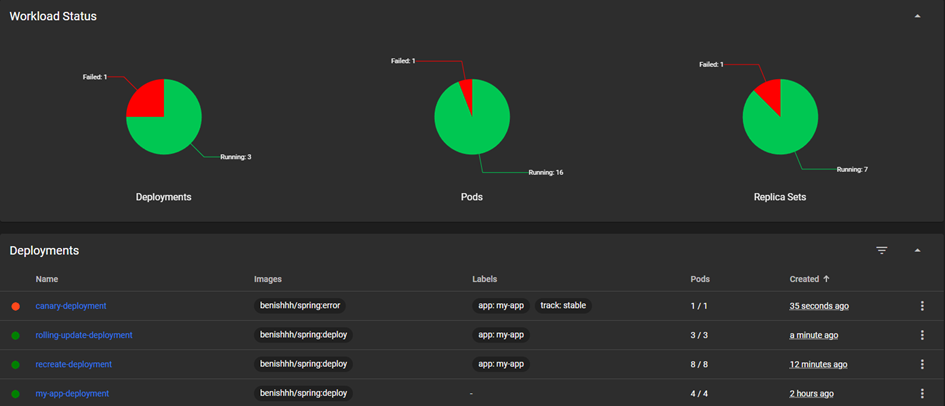 Workload Status
Failed: 1
Running: 3
Deployments
Failed: 1
Running: 16
Pods
Failed: 1
Running: 7
Replica Sets
Deployments
Name Images Labels Pods Created
canary-deployment benishhh/spring:error app: my-app track: stable 1 / 1 35 seconds ago
rolling-update-deployment benishhh/spring:deploy app: my-app 3 / 3 a minute ago
recreate-deployment benishhh/spring:deploy app: my-app 8 / 8 12 minutes ago
my-app-deployment benishhh/spring:deploy - 4 / 4 2 hours ago